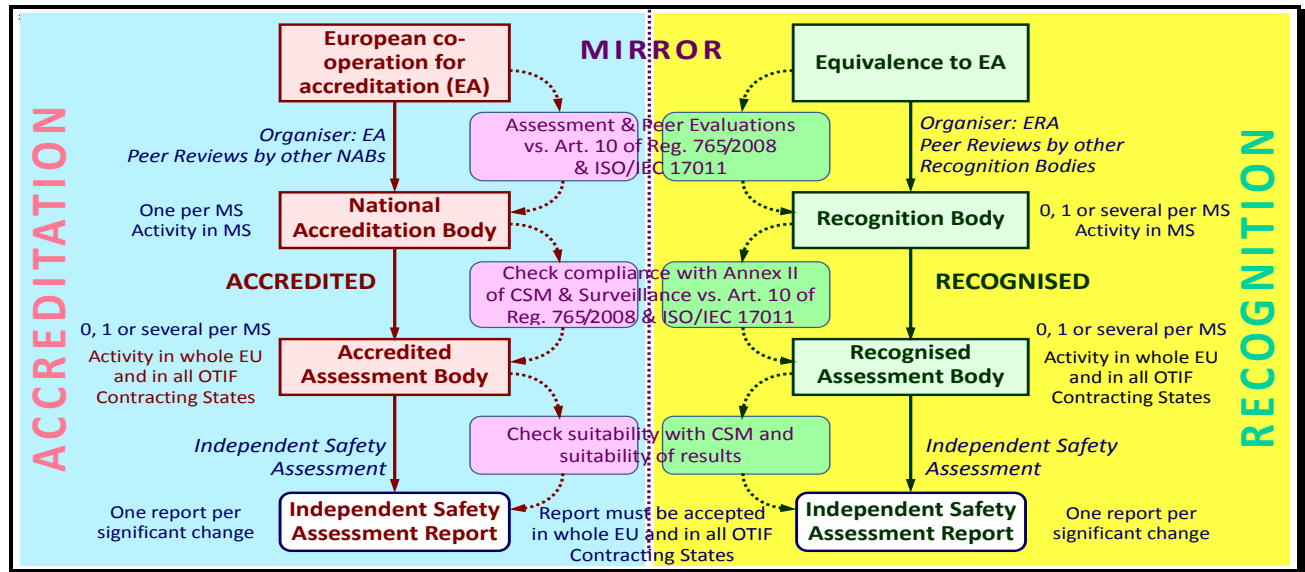 MIRROR
ACCREDITATION
European co-
operation for
accreditation (EA)
Organiser: EA
Peer Reviews by other NABs
One per MS
Activity in MS
National
Accreditation Body
ACCREDITED
0, 1 or several per MS
Activity in whole EU
and in all OTIF
Contracting States
Accredited
Assessment Body
Independent Safety
Assessment
One report per
significant change
Independent Safety
Assessment Report
Assessment & Peer Evaluations
vs. Art. 10 of Reg. 765/2008
& ISO/IEC 17011
Check compliance with Annex II
of CSM & Surveillance vs. Art. 10 of
Reg. 765/2008 & ISO/IEC 17011
Check suitability with CSM and
suitability of results
Report must be accepted
in whole EU and in all OTIF
Contracting States
Equivalence to EA
Organiser: ERA
Peer Reviews by other
Recognition Bodies
Recognition Body
0, 1 or several per MS
Activity in MS
RECOGNISED
Recognised
Assessment Body
0, 1 or several per MS
Activity in whole EU
and in all OTIF
Contracting States
Independent Safety
Assessment
Independent Safety
Assessment Report
One report per
significant change
RECOGNITION